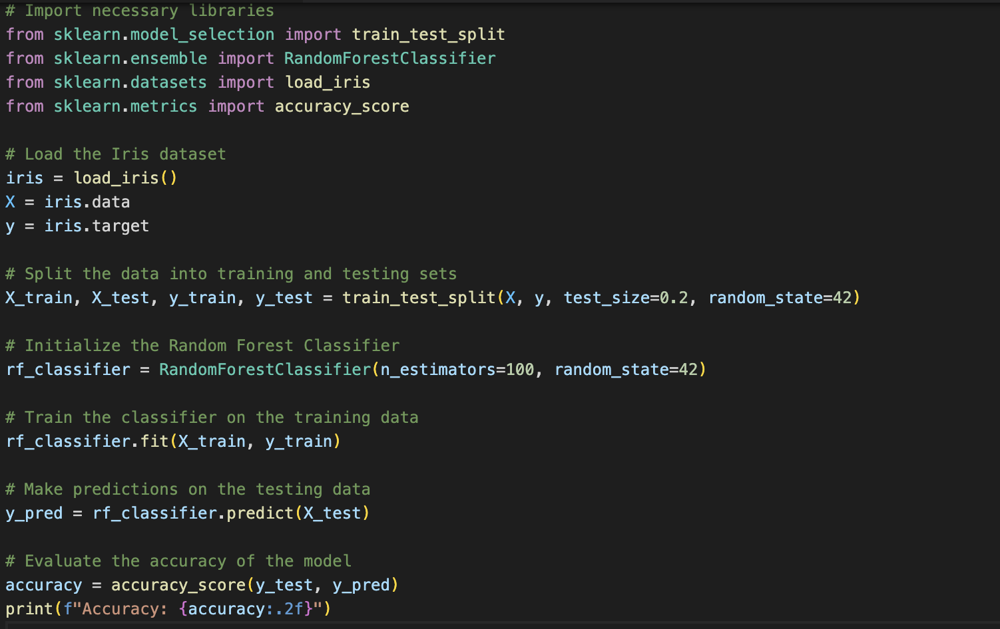 # Import necessary libraries
from sklearn.model_selection import train_test_split
from sklearn.ensemble import RandomForestClassifier
from sklearn.datasets import load_iris
from sklearn.metrics import accuracy_score

# Load the Iris dataset
iris = load_iris()
X = iris.data
y = iris.target

# Split the data into training and testing sets
X_train, X_test, y_train, y_test = train_test_split(X, y, test_size=0.2, random_state=42)

# Initialize the Random Forest Classifier
rf_classifier = RandomForestClassifier(n_estimators=100, random_state=42)

# Train the classifier on the training data
rf_classifier.fit(X_train, y_train)

# Make predictions on the testing data
y_pred = rf_classifier.predict(X_test)

# Evaluate the accuracy of the model
accuracy = accuracy_score(y_test, y_pred)
print(f"Accuracy: {accuracy:.2f}")